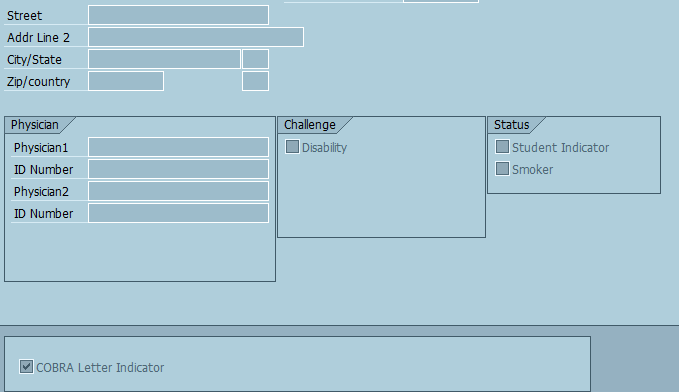 Street
Addr Line 2
City/State
Zip/country
Physician
Physician1
ID Number
Physician2
ID Number
Challenge
Disability
Status
Student Indicator
Smoker
COBRA Letter Indicator